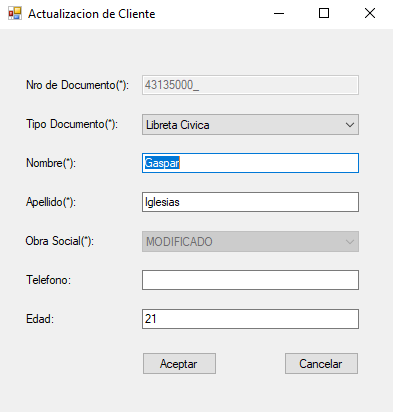 Actualizacion de Cliente
Nro de Documento(*): 43135000_
Tipo Documento(*): Libreta Civica
Nombre(*): Gaspar
Apellido(*): Iglesias
Obra Social(*): MODIFICADO
Telefono:
Edad: 21
Aceptar Cancelar